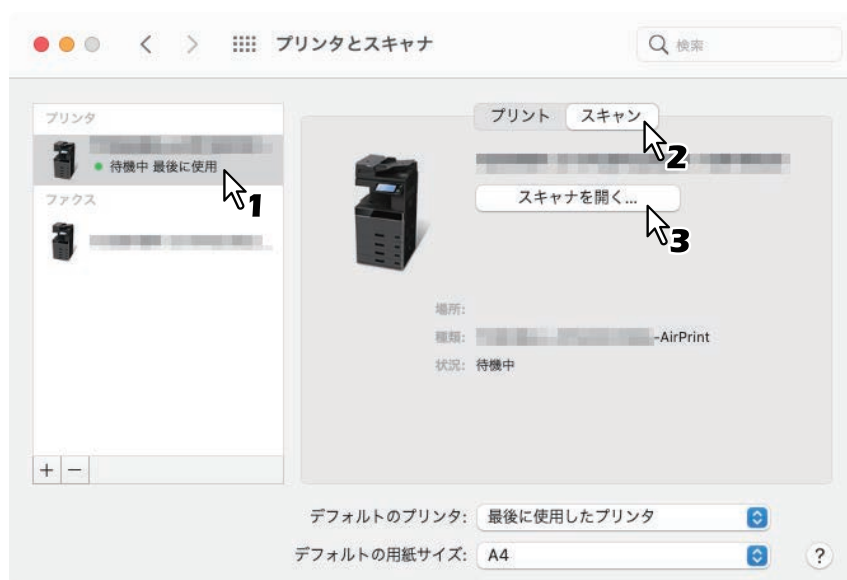 プリンタとスキャナ
検索
プリンタ
待機中 最後に使用
1
ファクス
プリント
スキャン
2
スキャナを開く...
3
場所:
種類: -AirPrint
状況: 待機中
+ −
デフォルトのプリンタ: 最後に使用したプリンタ
デフォルトの用紙サイズ: A4
?